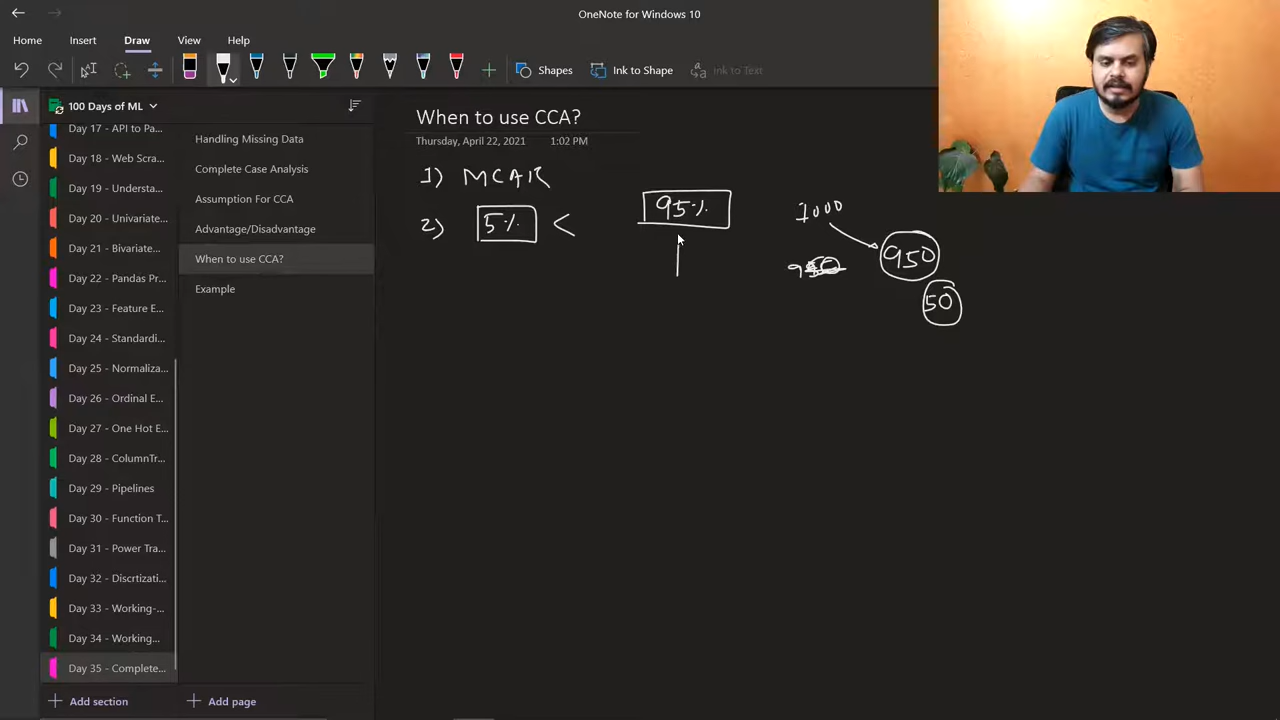 OneNote for Windows 10
Home Insert Draw View Help
Shapes Ink to Shape Ink to Text
100 Days of ML
Day 17 - API to Pa...
Day 18 - Web Scra...
Day 19 - Understa...
Day 20 - Univariate...
Day 21 - Bivariate...
Day 22 - Pandas Pr...
Day 23 - Feature E...
Day 24 - Standardi...
Day 25 - Normaliza...
Day 26 - Ordinal E...
Day 27 - One Hot E...
Day 28 - ColumnTr...
Day 29 - Pipelines
Day 30 - Function T...
Day 31 - Power Tra...
Day 32 - Discrtizati...
Day 33 - Working-...
Day 34 - Working...
Day 35 - Complete...
Add section
Handling Missing Data
Complete Case Analysis
Assumption For CCA
Advantage/Disadvantage
When to use CCA?
Example
Add page
When to use CCA?
Thursday, April 22, 2021 1:02 PM
1) MCAR
2) 5% < 95% 1000
950
50